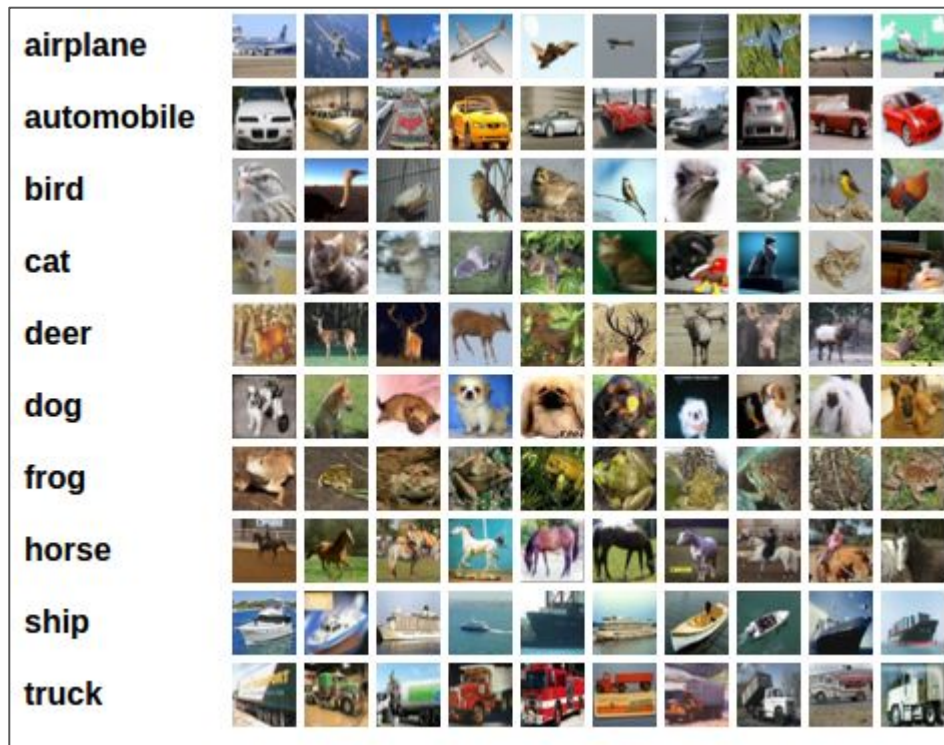 airplane
automobile
bird
cat
deer
dog
frog
horse
ship
truck